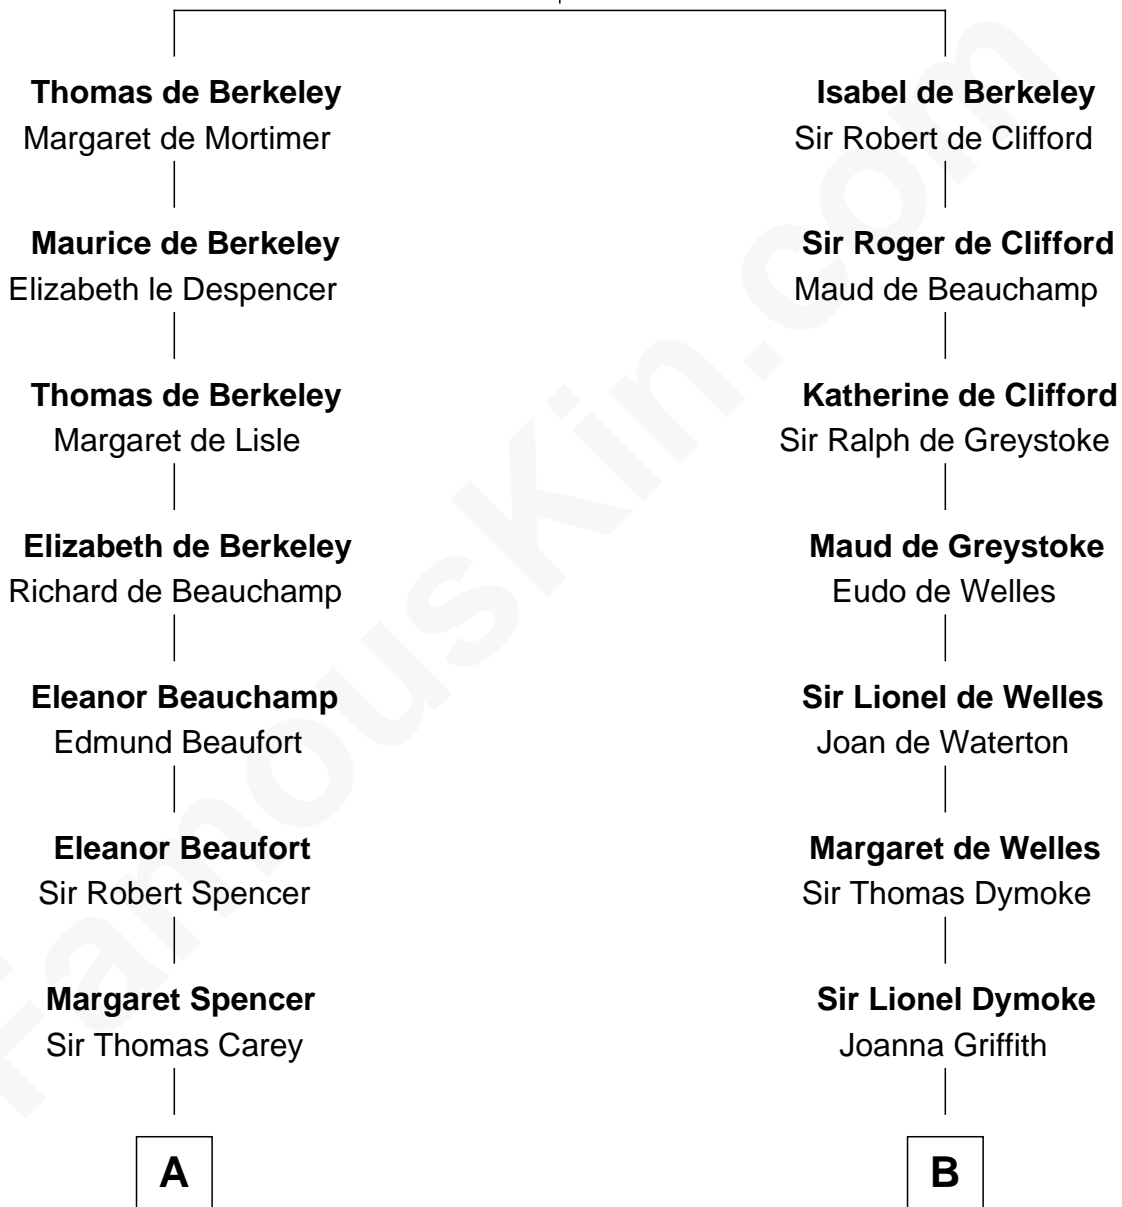 Thomas de Berkeley
Margaret de Mortimer
Maurice de Berkeley
Elizabeth le Despencer
Thomas de Berkeley
Margaret de Lisle
Elizabeth de Berkeley
Richard de Beauchamp
Eleanor Beauchamp
Edmund Beaufort
Eleanor Beaufort
Sir Robert Spencer
Margaret Spencer
Sir Thomas Carey
A
Isabel de Berkeley
Sir Robert de Clifford
Sir Roger de Clifford
Maud de Beauchamp
Katherine de Clifford
Sir Ralph de Greystoke
Maud de Greystoke
Eudo de Welles
Sir Lionel de Welles
Joan de Waterton
Margaret de Welles
Sir Thomas Dymoke
Sir Lionel Dymoke
Joanna Griffith
B
FamousKin.com